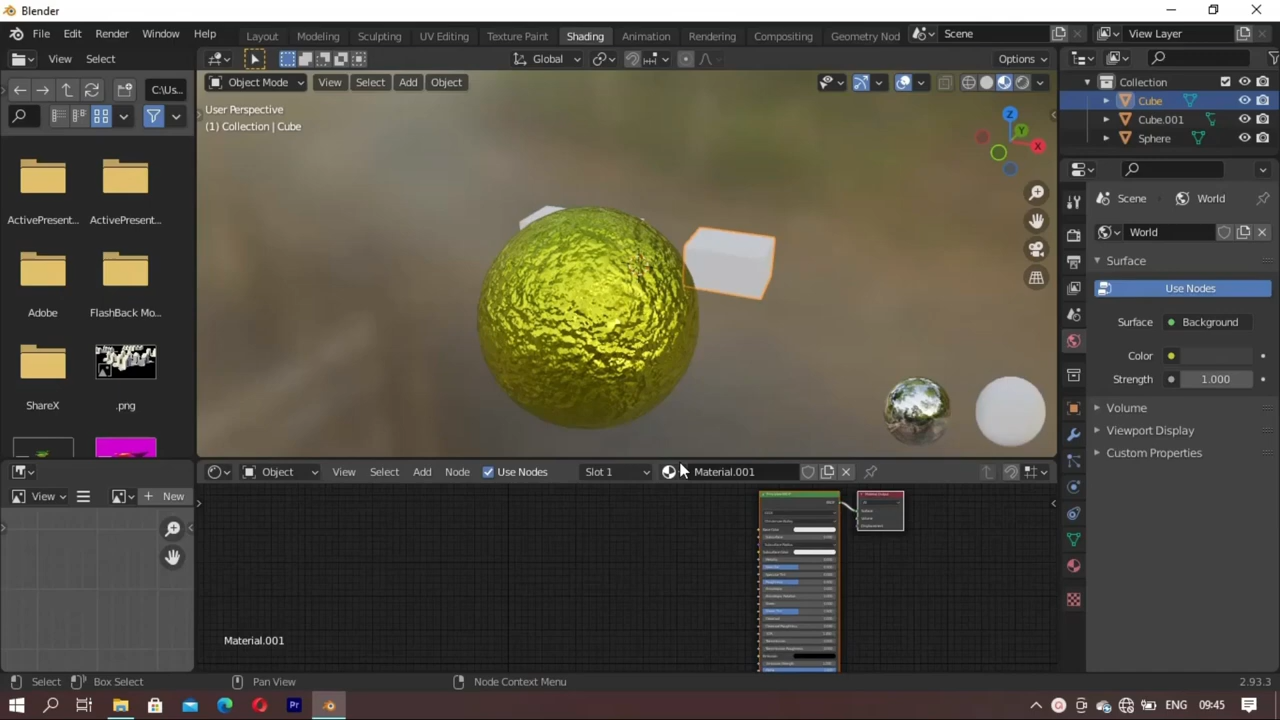 Blender
File Edit Render Window Help
Layout Modeling Sculpting UV Editing Texture Paint Shading Animation Rendering Compositing Geometry Nod
Scene
View Layer
View Select
Global
Options
Collection
C:\Us...
Object Mode View Select Add Object
Cube
Cube.001
Sphere
User Perspective
(1) Collection | Cube
Z
Y
X
ActivePresent...
ActivePresent...
Scene World
World
Surface
Use Nodes
Adobe
FlashBack Mo...
Surface Background
Color
Strength 1.000
ShareX
.png
Volume
Viewport Display
Custom Properties
Object View Select Add Node Use Nodes Slot 1 Material.001
View New
Base Color
Material.001
Select Box Select Pan View Node Context Menu
2.93.3
Pr
ENG 09:45